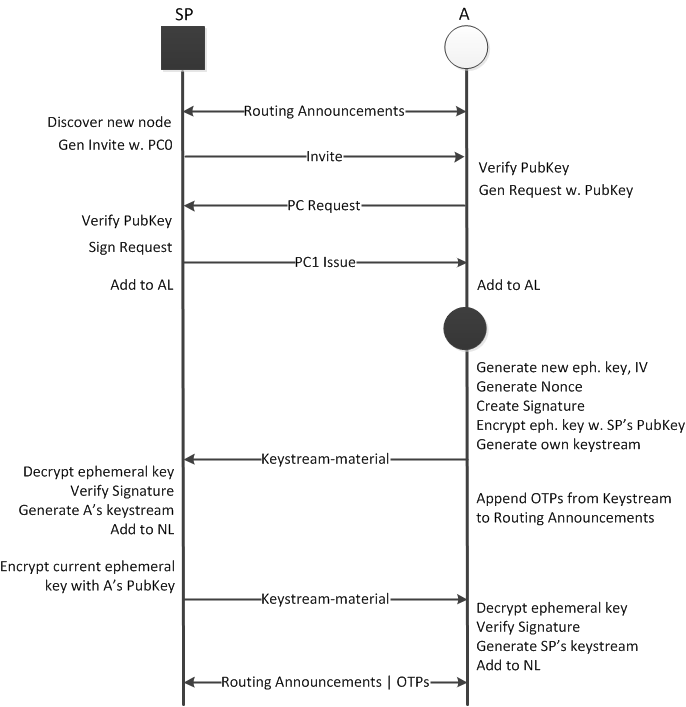 SP
A
Routing Announcements
Discover new node
Gen Invite w. PC0
Invite
Verify PubKey
Gen Request w. PubKey
PC Request
Verify PubKey
Sign Request
PC1 Issue
Add to AL
Add to AL
Generate new eph. key, IV
Generate Nonce
Create Signature
Encrypt eph. key w. SP's PubKey
Generate own keystream
Keystream-material
Decrypt ephemeral key
Verify Signature
Generate A's keystream
Add to NL
Append OTPs from Keystream
to Routing Announcements
Encrypt current ephemeral
key with A's PubKey
Keystream-material
Decrypt ephemeral key
Verify Signature
Generate SP's keystream
Add to NL
Routing Announcements | OTPs